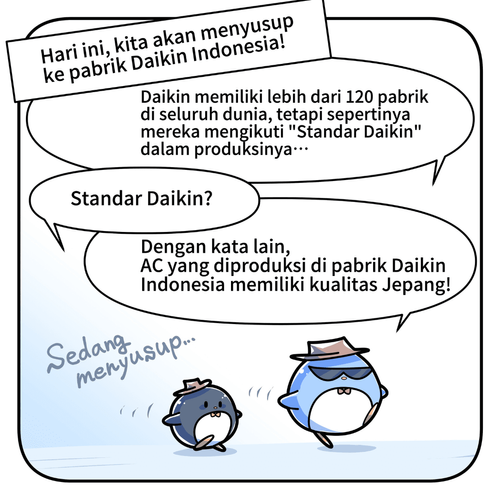 Hari ini, kita akan menyusup
ke pabrik Daikin Indonesia!
Daikin memiliki lebih dari 120 pabrik
di seluruh dunia, tetapi sepertinya
mereka mengikuti "Standar Daikin"
dalam produksinya…
Standar Daikin?
Dengan kata lain,
AC yang diproduksi di pabrik Daikin
Indonesia memiliki kualitas Jepang!
Sedang
menyusup...